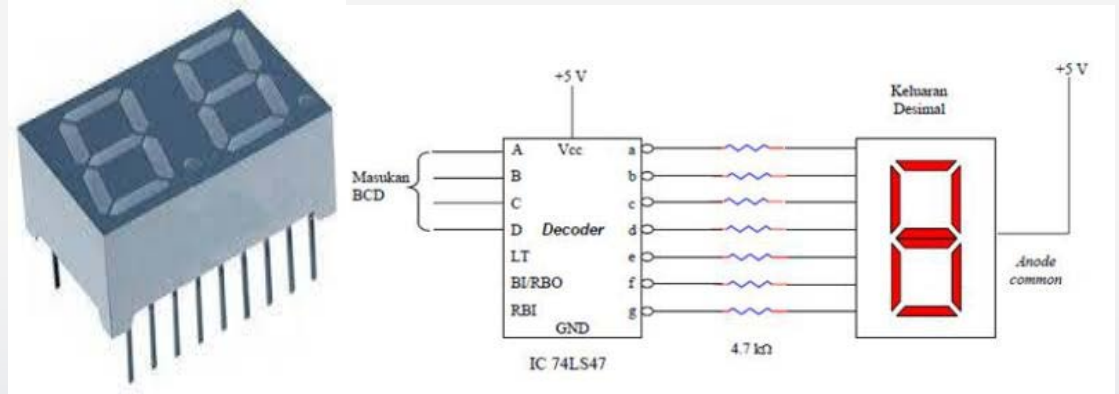 +5 V
+5 V
Keluaran
Desimal
Masukan
BCD
A Vcc a
B b
C c
D Decoder d
LT e
BI/RBO f
RBI g
GND
IC 74LS47
4.7 kΩ
Anode
common